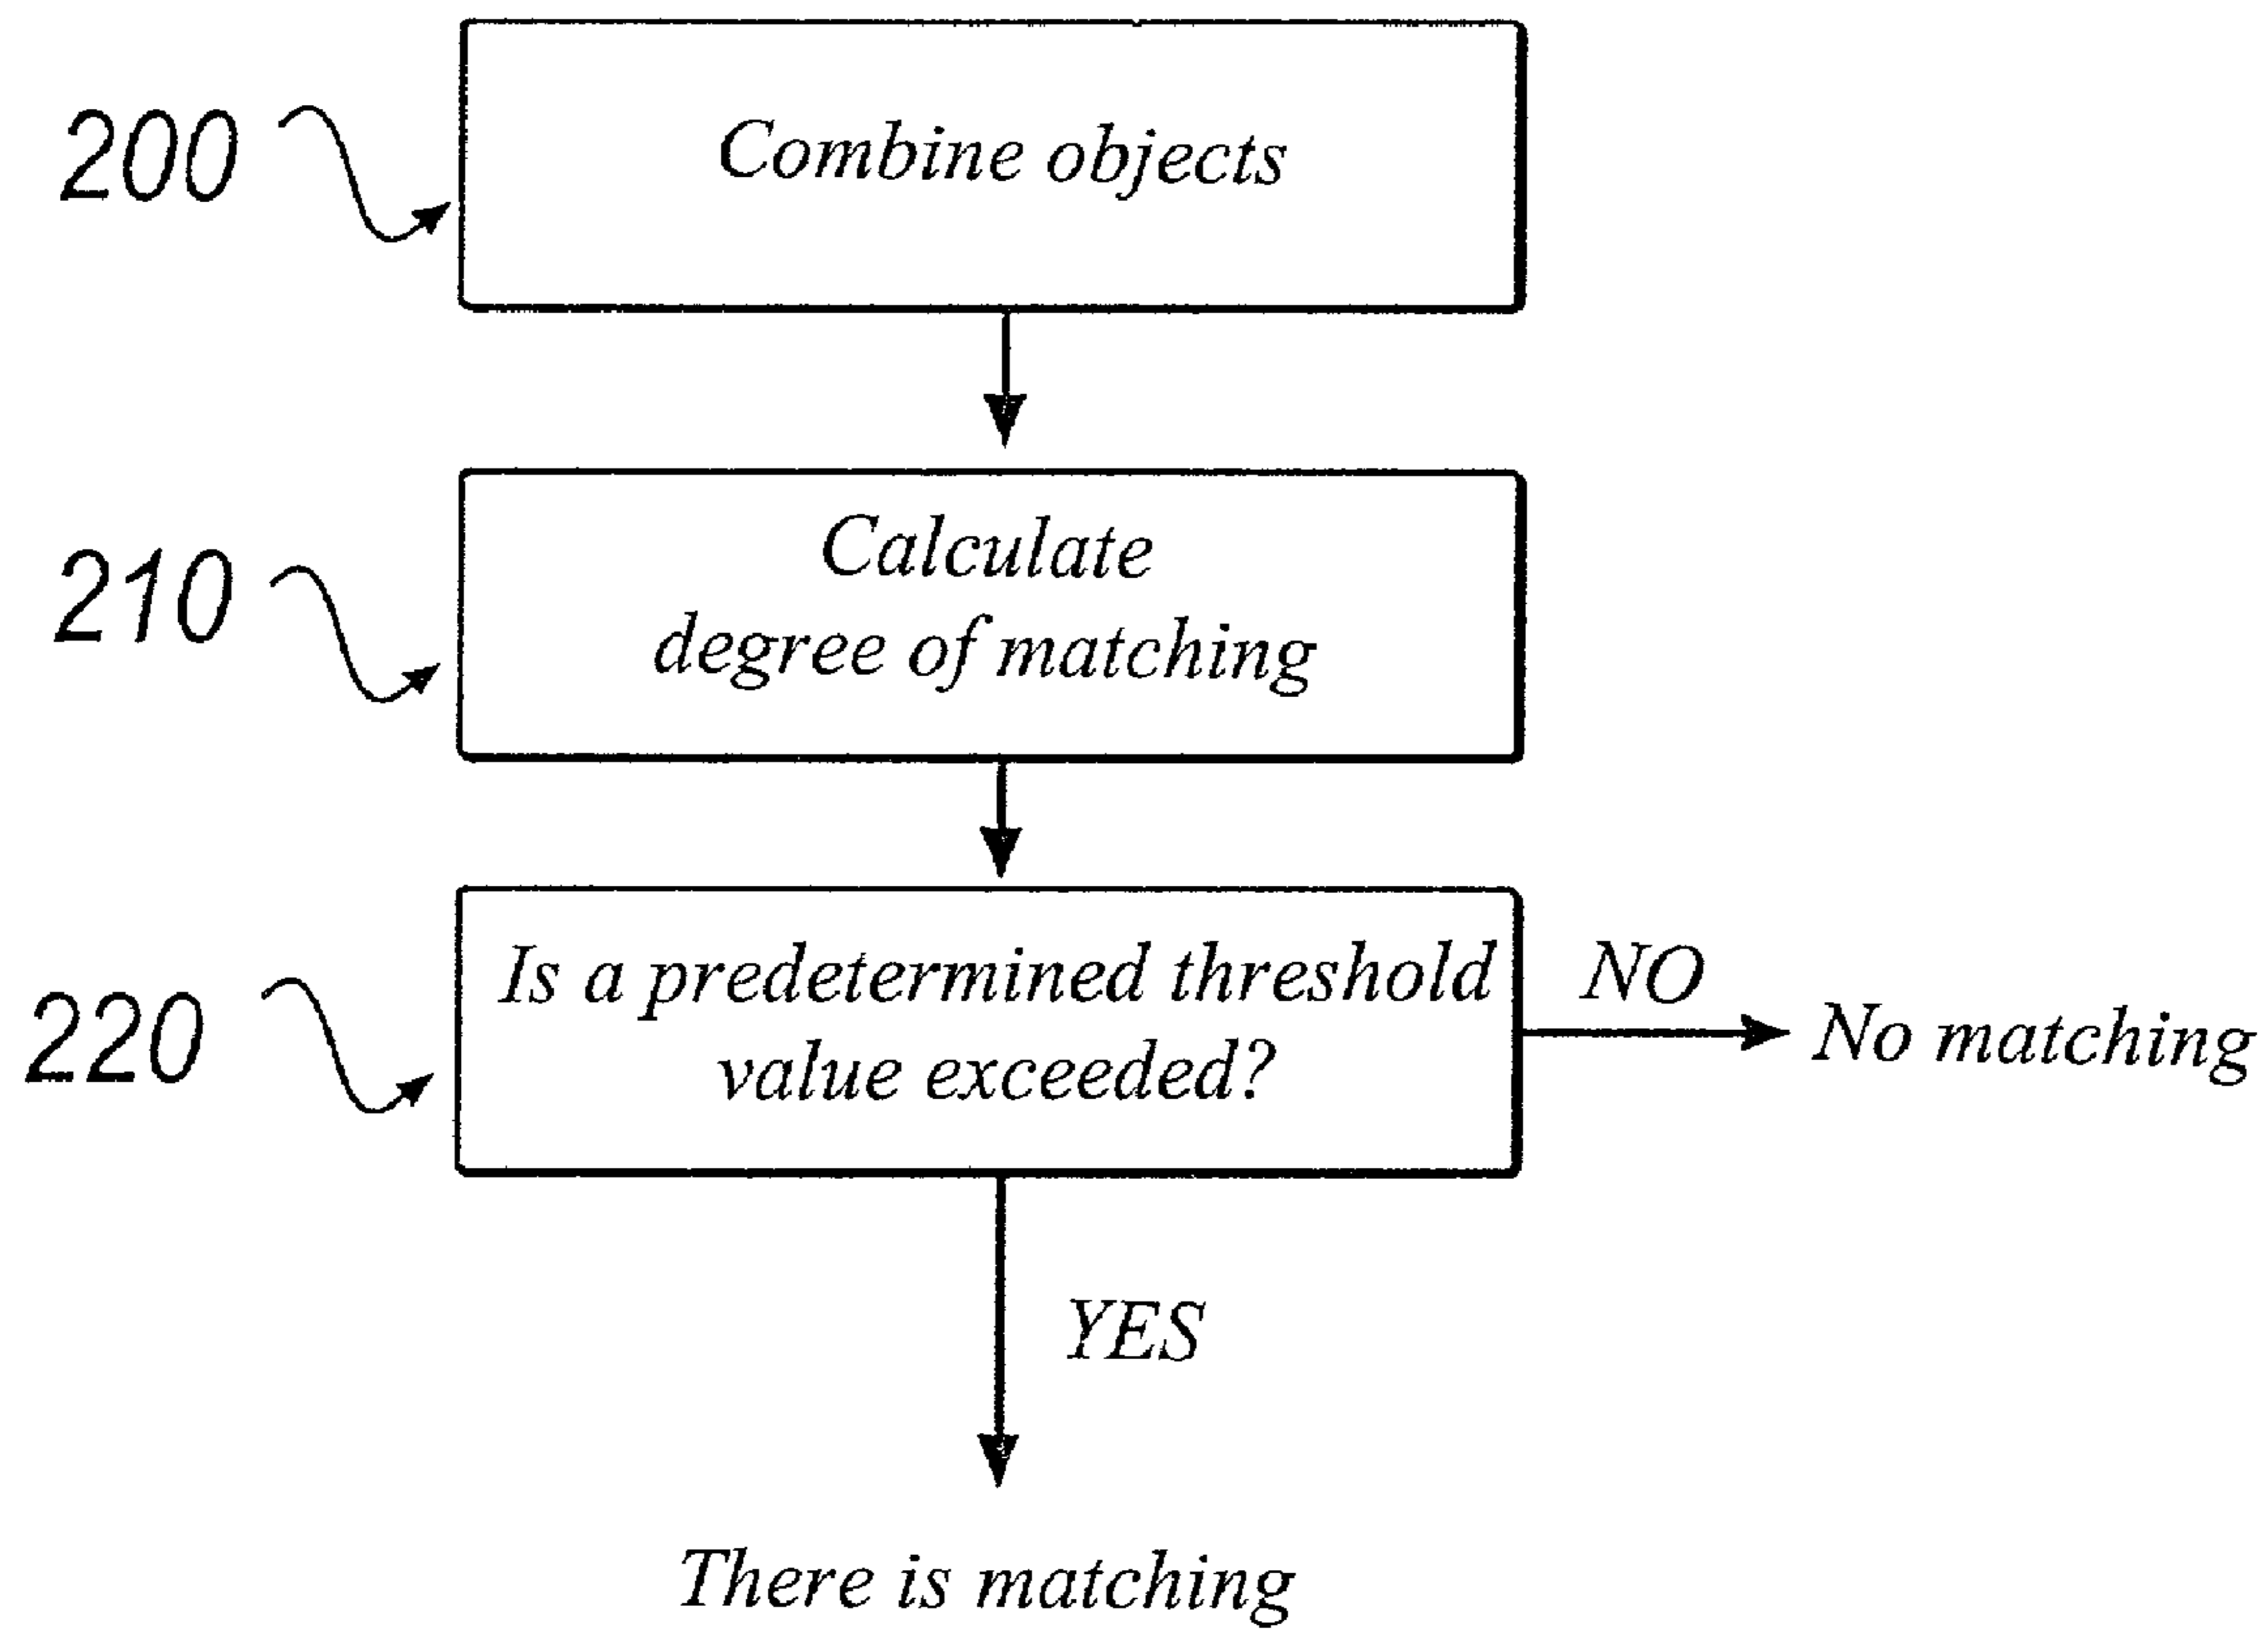 200
Combine objects
210
Calculate
degree of matching
220
Is a predetermined threshold
value exceeded?
NO
No matching
YES
There is matching